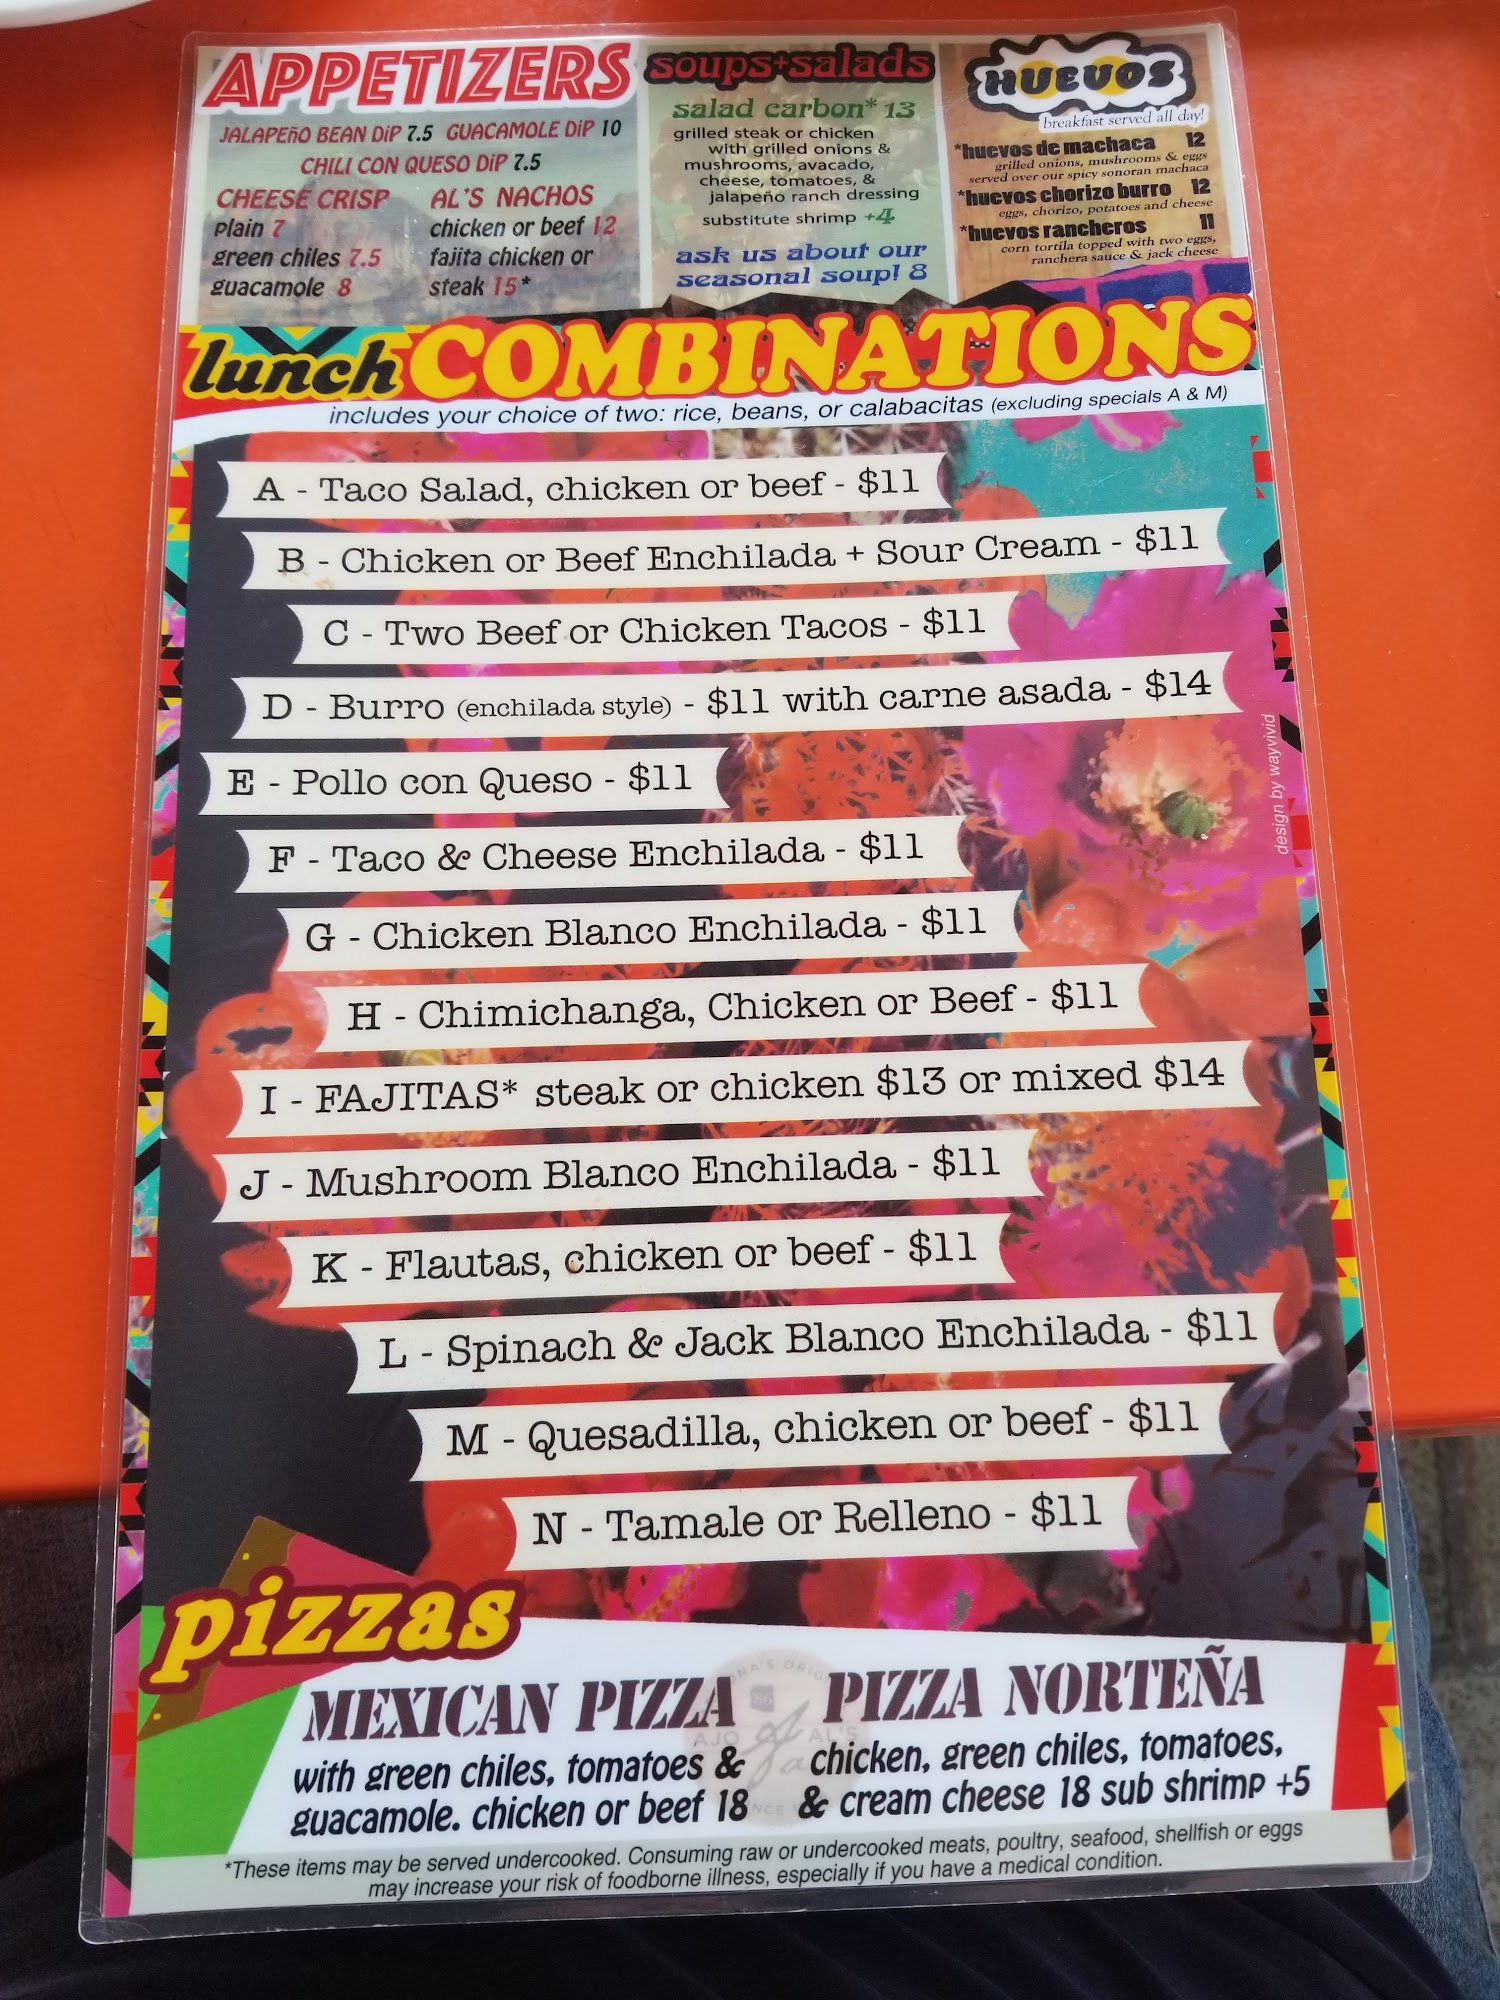 APPETIZERS
JALAPEñO BEAN DiP 7.5 GUACAMOLE DiP 10
CHILI CON QUESO DiP 7.5
CHEESE CRISP
plain 7
green chiles 7.5
guacamole 8
AL'S NACHOS
chicken or beef 12
fajita chicken or
steak 15*
soups+salads
salad carbon* 13
grilled steak or chicken
with grilled onions &
mushrooms, avacado,
cheese, tomatoes, &
jalapeño ranch dressing
substitute shrimp +4
ask us about our
seasonal soup! 8
HUEVOS
breakfast served all day!
*huevos de machaca 12
grilled onions, mushrooms & eggs
served over our spicy sonoran machaca
*huevos chorizo burro 12
eggs, chorizo, potatoes and cheese
*huevos rancheros 11
corn tortila topped with two eggs,
ranchera sauce & jack cheese
lunch COMBINATIONS
includes your choice of two: rice, beans, or calabacitas (excluding specials A & M)
A - Taco Salad, chicken or beef - $11
B - Chicken or Beef Enchilada + Sour Cream - $11
C - Two Beef or Chicken Tacos - $11
D - Burro (enchilada style) - $11 with carne asada - $14
E - Pollo con Queso - $11
F - Taco & Cheese Enchilada - $11
G - Chicken Blanco Enchilada - $11
H - Chimichanga, Chicken or Beef - $11
I - FAJITAS* steak or chicken $13 or mixed $14
J - Mushroom Blanco Enchilada - $11
K - Flautas, chicken or beef - $11
L - Spinach & Jack Blanco Enchilada - $11
M - Quesadilla, chicken or beef - $11
N - Tamale or Relleno - $11
design by wayvivid
pizzas
MEXICAN PIZZA
with green chiles, tomatoes &
guacamole. chicken or beef 18
PIZZA NORTEÑA
chicken, green chiles, tomatoes,
& cream cheese 18 sub shrimp +5
*These items may be served undercooked. Consuming raw or undercooked meats, poultry, seafood, shellfish or eggs
may increase your risk of foodborne illness, especially if you have a medical condition.